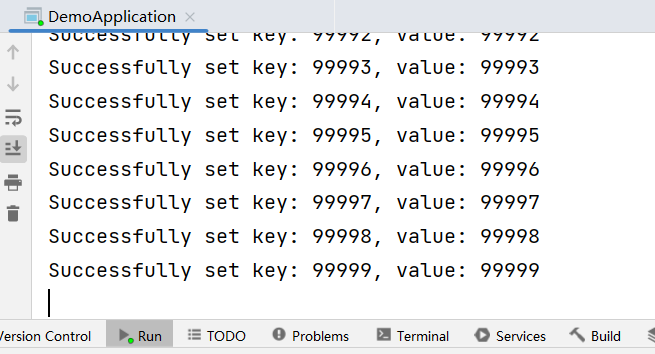 DemoApplication
Successfully set key: 99992, value: 99992
Successfully set key: 99993, value: 99993
Successfully set key: 99994, value: 99994
Successfully set key: 99995, value: 99995
Successfully set key: 99996, value: 99996
Successfully set key: 99997, value: 99997
Successfully set key: 99998, value: 99998
Successfully set key: 99999, value: 99999
ersion Control Run TODO Problems Terminal Services Build